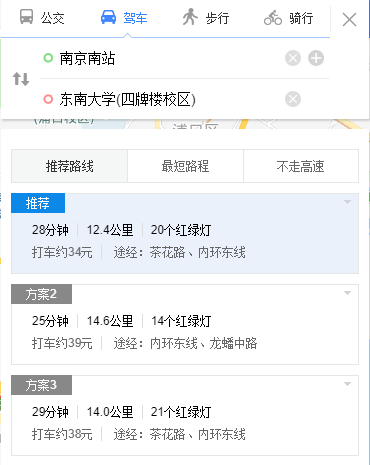 公交 驾车 步行 骑行
南京南站
东南大学(四牌楼校区)
浦口区
推荐路线 最短路程 不走高速
推荐
28分钟 12.4公里 20个红绿灯
打车约34元 途经：茶花路、内环东线
方案2
25分钟 14.6公里 14个红绿灯
打车约39元 途经：内环东线、龙蟠中路
方案3
29分钟 14.0公里 21个红绿灯
打车约38元 途经：茶花路、内环东线